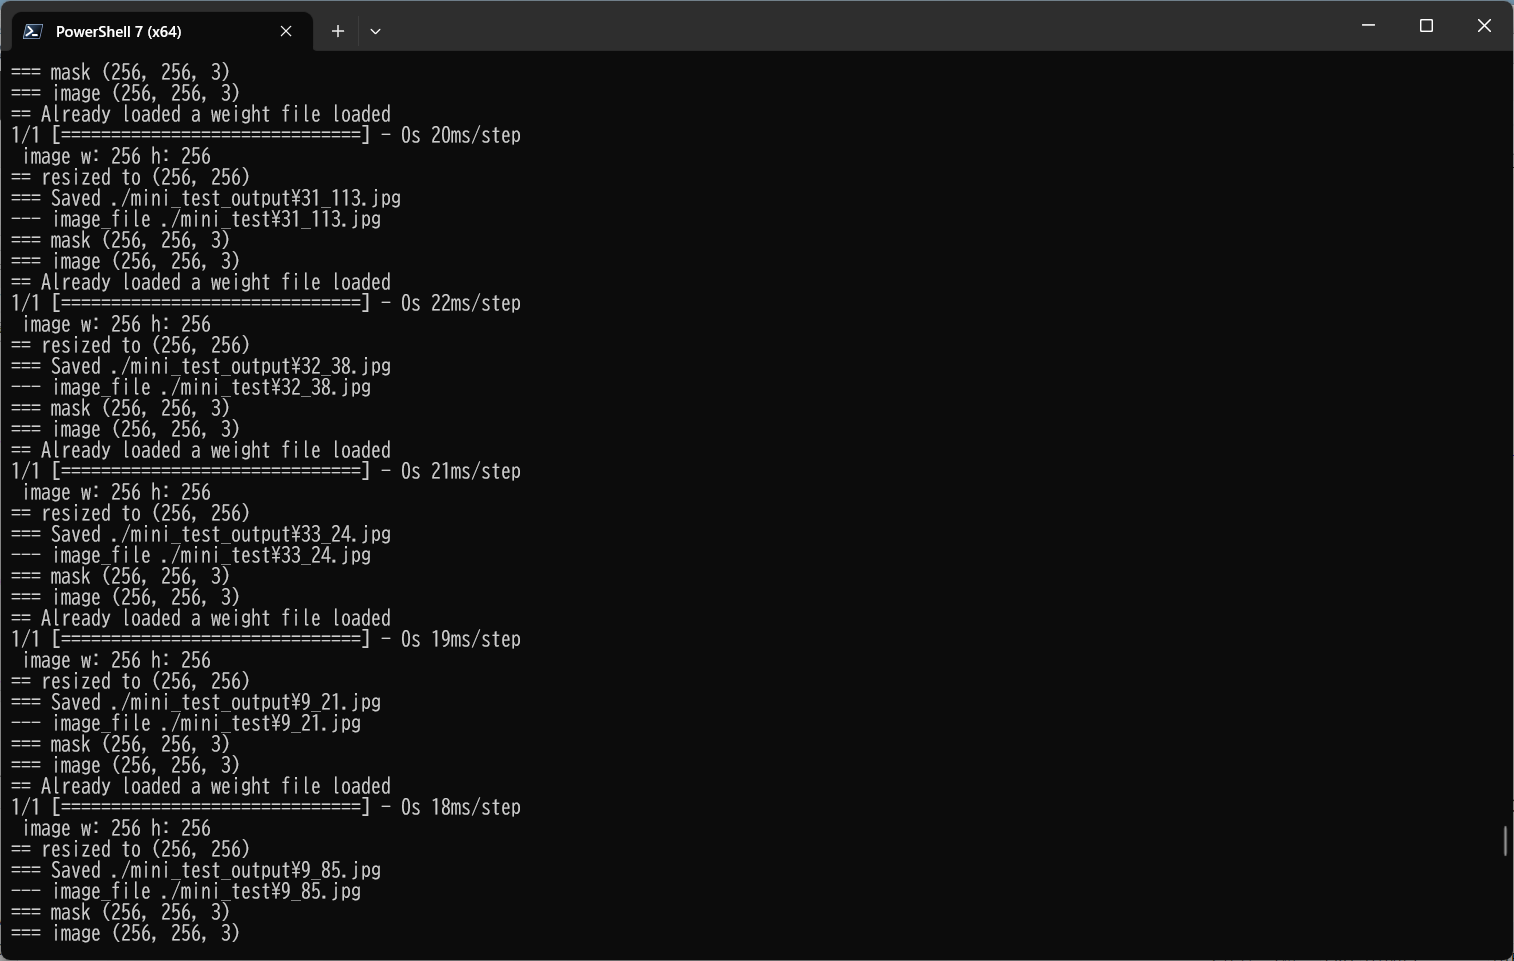 PowerShell 7 (x64)
=== mask (256, 256, 3)
=== image (256, 256, 3)
== Already loaded a weight file loaded
1/1 [==============================] - 0s 20ms/step
 image w: 256 h: 256
== resized to (256, 256)
=== Saved ./mini_test_output¥31_113.jpg
--- image_file ./mini_test¥31_113.jpg
=== mask (256, 256, 3)
=== image (256, 256, 3)
== Already loaded a weight file loaded
1/1 [==============================] - 0s 22ms/step
 image w: 256 h: 256
== resized to (256, 256)
=== Saved ./mini_test_output¥32_38.jpg
--- image_file ./mini_test¥32_38.jpg
=== mask (256, 256, 3)
=== image (256, 256, 3)
== Already loaded a weight file loaded
1/1 [==============================] - 0s 21ms/step
 image w: 256 h: 256
== resized to (256, 256)
=== Saved ./mini_test_output¥33_24.jpg
--- image_file ./mini_test¥33_24.jpg
=== mask (256, 256, 3)
=== image (256, 256, 3)
== Already loaded a weight file loaded
1/1 [==============================] - 0s 19ms/step
 image w: 256 h: 256
== resized to (256, 256)
=== Saved ./mini_test_output¥9_21.jpg
--- image_file ./mini_test¥9_21.jpg
=== mask (256, 256, 3)
=== image (256, 256, 3)
== Already loaded a weight file loaded
1/1 [==============================] - 0s 18ms/step
 image w: 256 h: 256
== resized to (256, 256)
=== Saved ./mini_test_output¥9_85.jpg
--- image_file ./mini_test¥9_85.jpg
=== mask (256, 256, 3)
=== image (256, 256, 3)